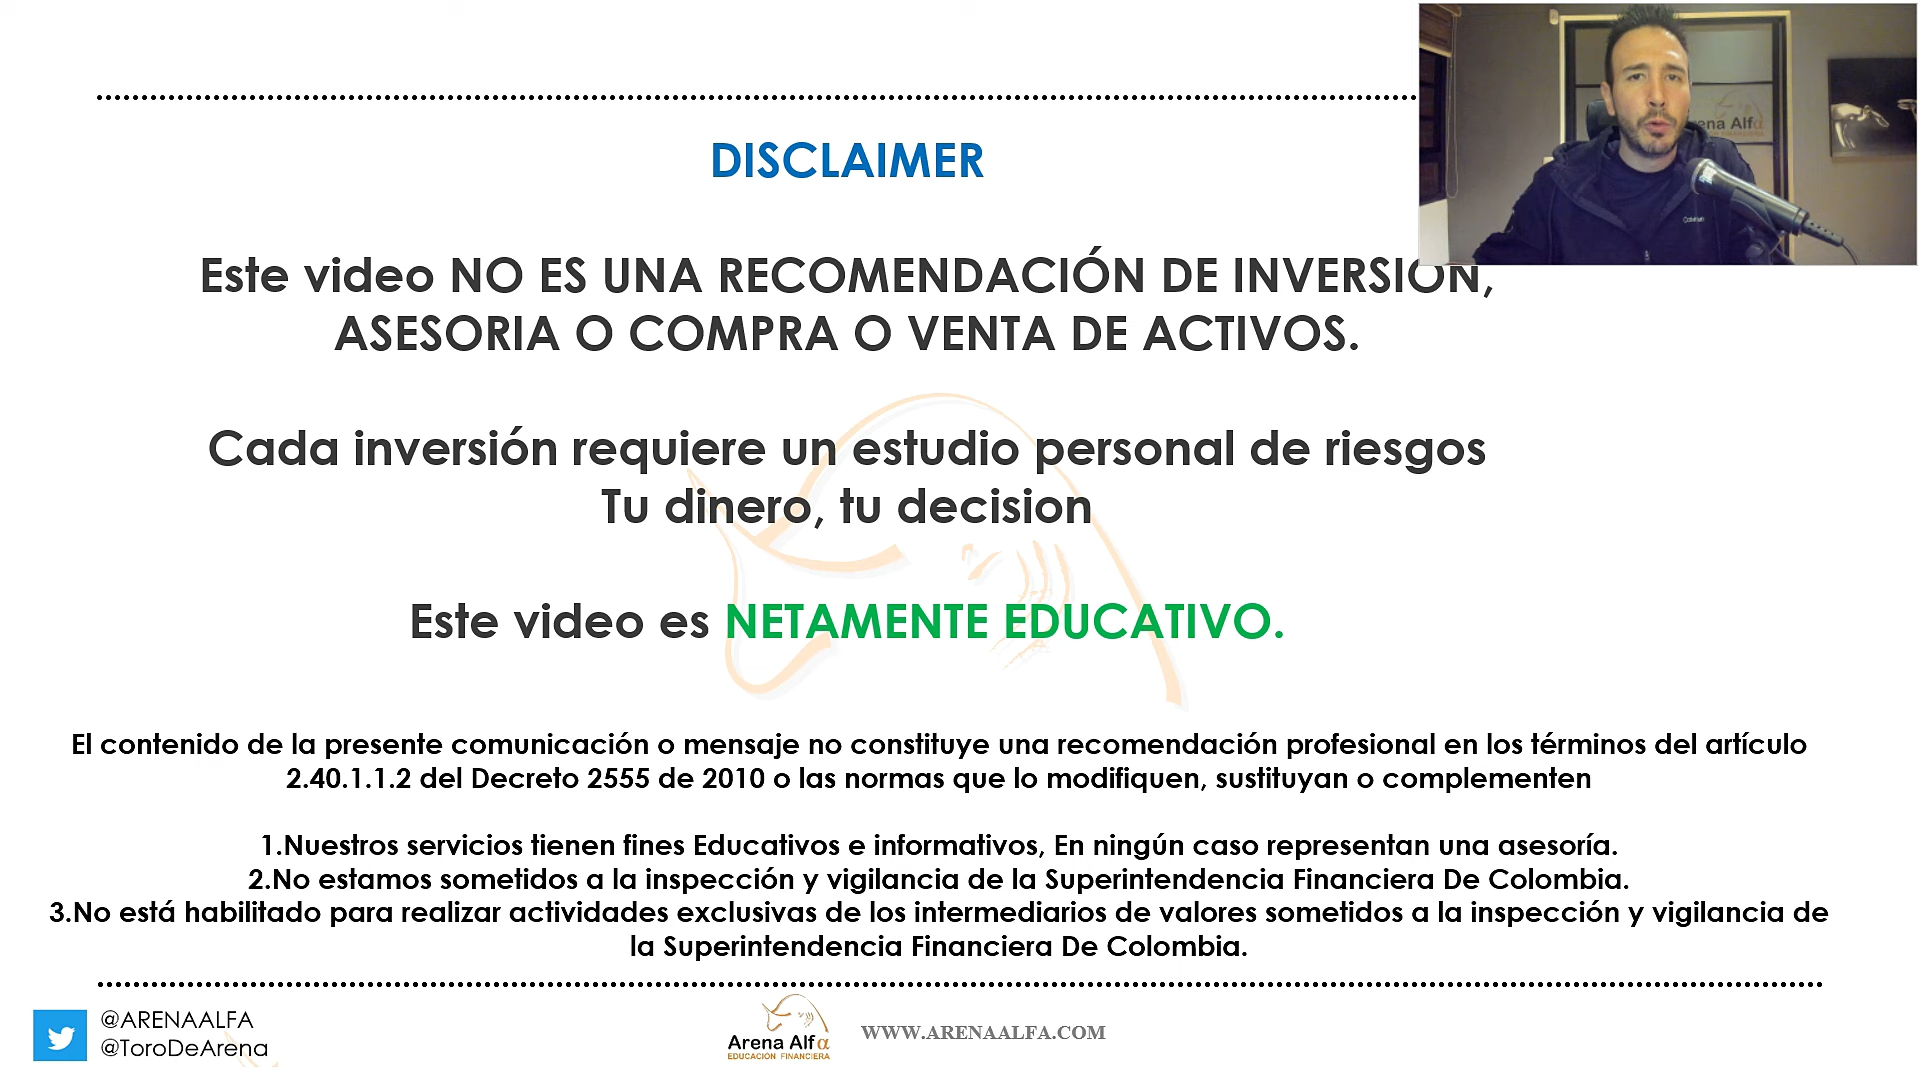 DISCLAIMER
Este video NO ES UNA RECOMENDACIÓN DE INVERSIÓN,
ASESORIA O COMPRA O VENTA DE ACTIVOS.
Cada inversión requiere un estudio personal de riesgos
Tu dinero, tu decision
Este video es NETAMENTE EDUCATIVO.
El contenido de la presente comunicación o mensaje no constituye una recomendación profesional en los términos del artículo
2.40.1.1.2 del Decreto 2555 de 2010 o las normas que lo modifiquen, sustituyan o complementen
1.Nuestros servicios tienen fines Educativos e informativos, En ningún caso representan una asesoría.
2.No estamos sometidos a la inspección y vigilancia de la Superintendencia Financiera De Colombia.
3.No está habilitado para realizar actividades exclusivas de los intermediarios de valores sometidos a la inspección y vigilancia de
la Superintendencia Financiera De Colombia.
@ARENAALFA
@ToroDeArena
Arena Alfα
EDUCACIÓN FINANCIERA
WWW.ARENAALFA.COM